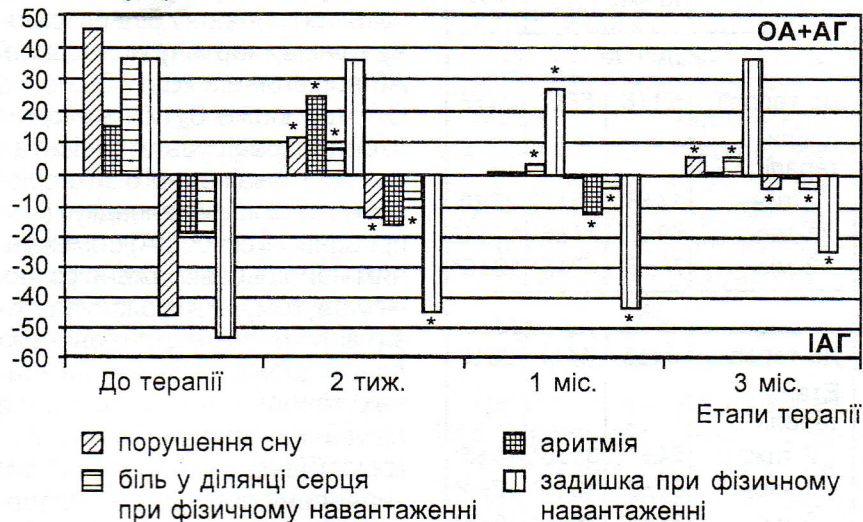 50
ОА+АГ
40
30
20
10
0
-10
-20
-30
-40
-50
-60
ІАГ
До терапії 2 тиж. 1 міс. 3 міс.
Етапи терапії
порушення сну
аритмія
біль у ділянці серця
при фізичному навантаженні
задишка при фізичному
навантаженні